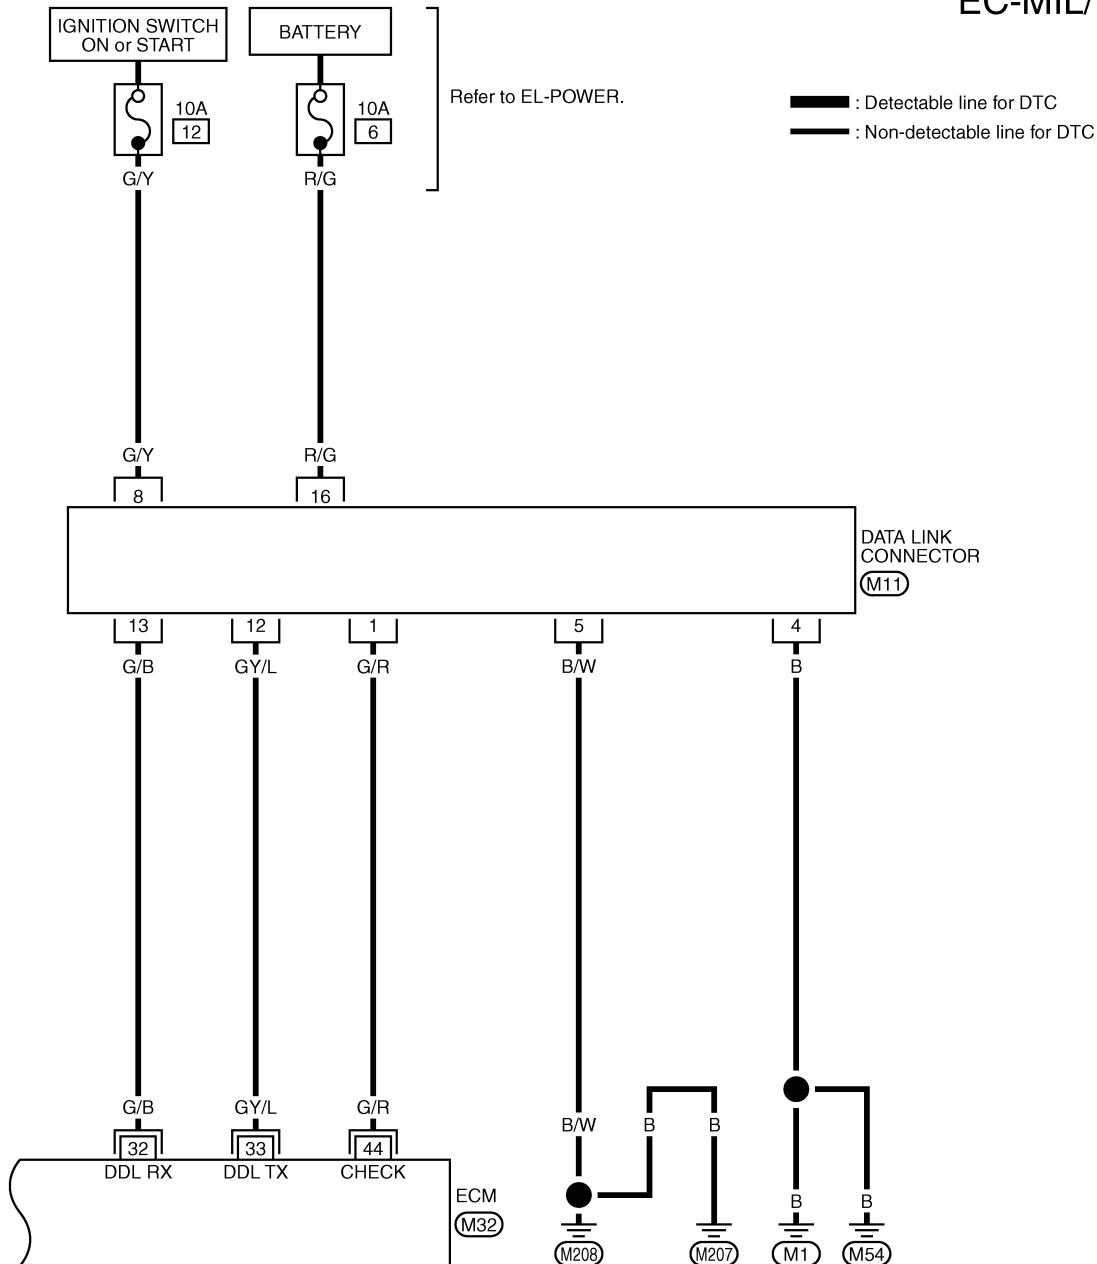 EC-MIL/
IGNITION SWITCH
ON or START
BATTERY
10A
12
10A
6
Refer to EL-POWER.
: Detectable line for DTC
: Non-detectable line for DTC
G/Y
R/G
G/Y
R/G
8
16
DATA LINK
CONNECTOR
M11
13
12
1
5
4
G/B
GY/L
G/R
B/W
B
G/B
GY/L
G/R
B/W
B
B
32
33
44
DDL RX
DDL TX
CHECK
ECM
M32
B
B
M208
M207
M1
M54